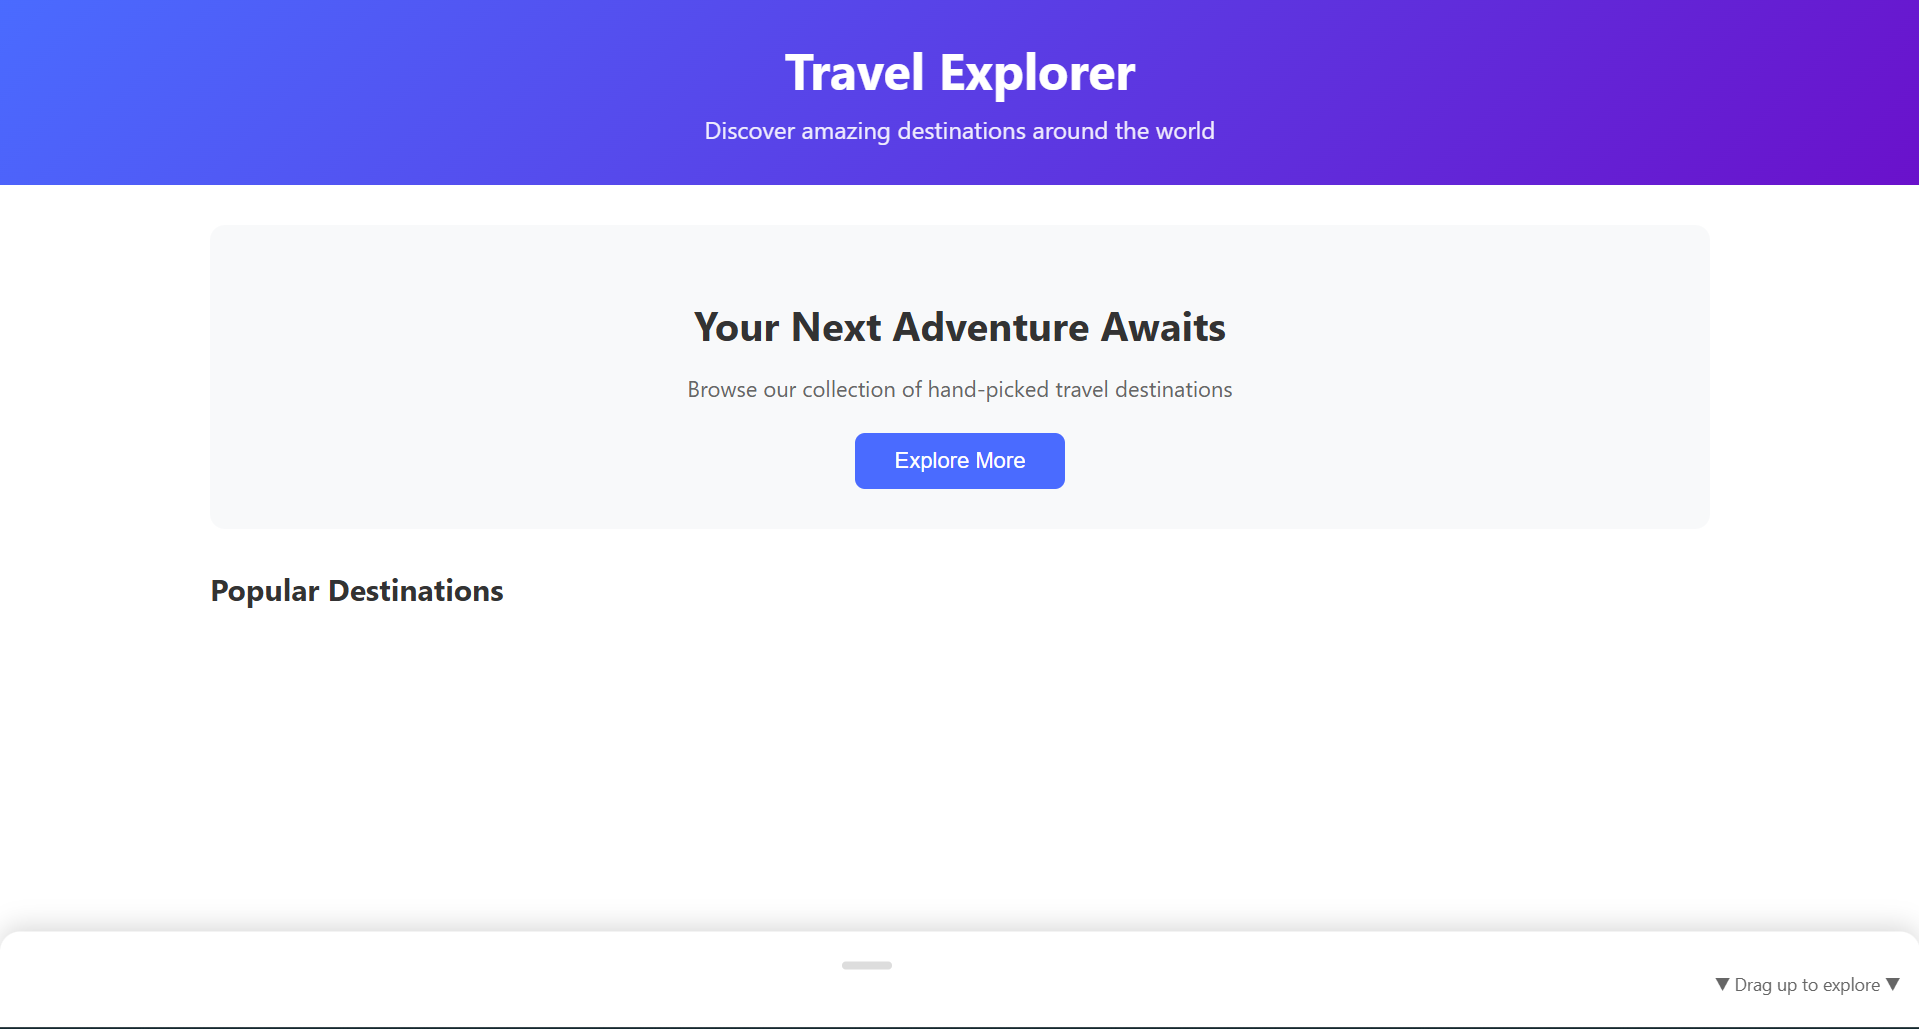 Travel Explorer
Discover amazing destinations around the world
Your Next Adventure Awaits
Browse our collection of hand-picked travel destinations
Explore More
Popular Destinations
▼ Drag up to explore ▼